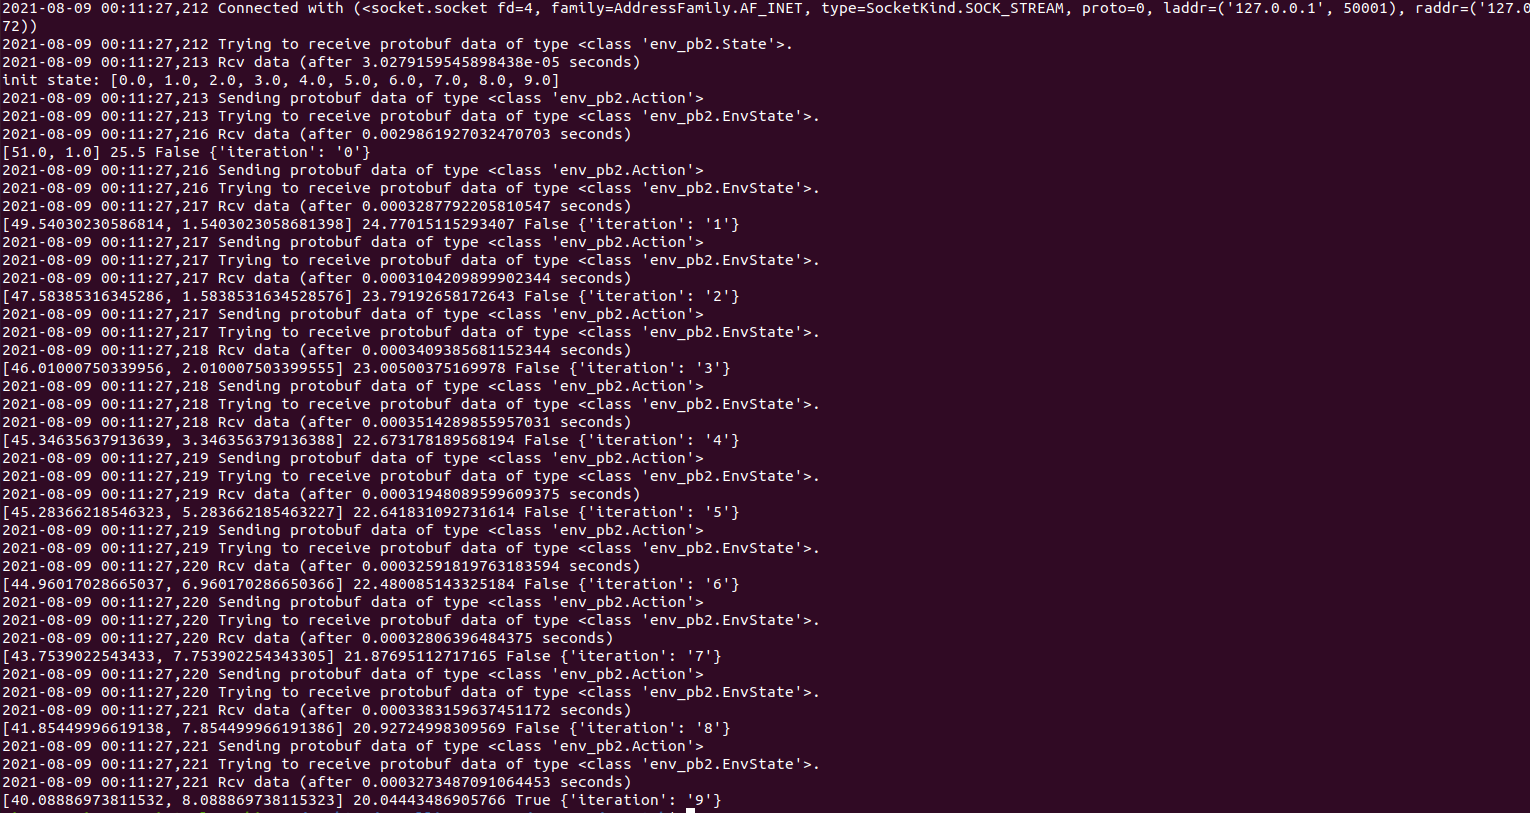 2021-08-09 00:11:27,212 Connected with (<socket.socket fd=4, family=AddressFamily.AF_INET, type=SocketKind.SOCK_STREAM, proto=0, laddr=('127.0.0.1', 50001), raddr=('127.0
72))
2021-08-09 00:11:27,212 Trying to receive protobuf data of type <class 'env_pb2.State'>.
2021-08-09 00:11:27,213 Rcv data (after 3.0279159545898438e-05 seconds)
init state: [0.0, 1.0, 2.0, 3.0, 4.0, 5.0, 6.0, 7.0, 8.0, 9.0]
2021-08-09 00:11:27,213 Sending protobuf data of type <class 'env_pb2.Action'>
2021-08-09 00:11:27,213 Trying to receive protobuf data of type <class 'env_pb2.EnvState'>.
2021-08-09 00:11:27,216 Rcv data (after 0.0029861927032470703 seconds)
[51.0, 1.0] 25.5 False {'iteration': '0'}
2021-08-09 00:11:27,216 Sending protobuf data of type <class 'env_pb2.Action'>
2021-08-09 00:11:27,216 Trying to receive protobuf data of type <class 'env_pb2.EnvState'>.
2021-08-09 00:11:27,217 Rcv data (after 0.0003287792205810547 seconds)
[49.54030230586814, 1.5403023058681398] 24.77015115293407 False {'iteration': '1'}
2021-08-09 00:11:27,217 Sending protobuf data of type <class 'env_pb2.Action'>
2021-08-09 00:11:27,217 Trying to receive protobuf data of type <class 'env_pb2.EnvState'>.
2021-08-09 00:11:27,217 Rcv data (after 0.0003104209899902344 seconds)
[47.58385316345286, 1.5838531634528576] 23.79192658172643 False {'iteration': '2'}
2021-08-09 00:11:27,217 Sending protobuf data of type <class 'env_pb2.Action'>
2021-08-09 00:11:27,217 Trying to receive protobuf data of type <class 'env_pb2.EnvState'>.
2021-08-09 00:11:27,218 Rcv data (after 0.0003409385681152344 seconds)
[46.01000750339956, 2.010007503399555] 23.00500375169978 False {'iteration': '3'}
2021-08-09 00:11:27,218 Sending protobuf data of type <class 'env_pb2.Action'>
2021-08-09 00:11:27,218 Trying to receive protobuf data of type <class 'env_pb2.EnvState'>.
2021-08-09 00:11:27,218 Rcv data (after 0.0003514289855957031 seconds)
[45.34635637913639, 3.346356379136388] 22.673178189568194 False {'iteration': '4'}
2021-08-09 00:11:27,219 Sending protobuf data of type <class 'env_pb2.Action'>
2021-08-09 00:11:27,219 Trying to receive protobuf data of type <class 'env_pb2.EnvState'>.
2021-08-09 00:11:27,219 Rcv data (after 0.00031948089599609375 seconds)
[45.28366218546323, 5.283662185463227] 22.641831092731614 False {'iteration': '5'}
2021-08-09 00:11:27,219 Sending protobuf data of type <class 'env_pb2.Action'>
2021-08-09 00:11:27,219 Trying to receive protobuf data of type <class 'env_pb2.EnvState'>.
2021-08-09 00:11:27,220 Rcv data (after 0.00032591819763183594 seconds)
[44.96017028665037, 6.960170286650366] 22.480085143325184 False {'iteration': '6'}
2021-08-09 00:11:27,220 Sending protobuf data of type <class 'env_pb2.Action'>
2021-08-09 00:11:27,220 Trying to receive protobuf data of type <class 'env_pb2.EnvState'>.
2021-08-09 00:11:27,220 Rcv data (after 0.00032806396484375 seconds)
[43.7539022543433, 7.753902254343305] 21.87695112717165 False {'iteration': '7'}
2021-08-09 00:11:27,220 Sending protobuf data of type <class 'env_pb2.Action'>
2021-08-09 00:11:27,220 Trying to receive protobuf data of type <class 'env_pb2.EnvState'>.
2021-08-09 00:11:27,221 Rcv data (after 0.0003383159637451172 seconds)
[41.85449996619138, 7.854499966191386] 20.92724998309569 False {'iteration': '8'}
2021-08-09 00:11:27,221 Sending protobuf data of type <class 'env_pb2.Action'>
2021-08-09 00:11:27,221 Trying to receive protobuf data of type <class 'env_pb2.EnvState'>.
2021-08-09 00:11:27,221 Rcv data (after 0.0003273487091064453 seconds)
[40.08886973811532, 8.088869738115323] 20.04443486905766 True {'iteration': '9'}